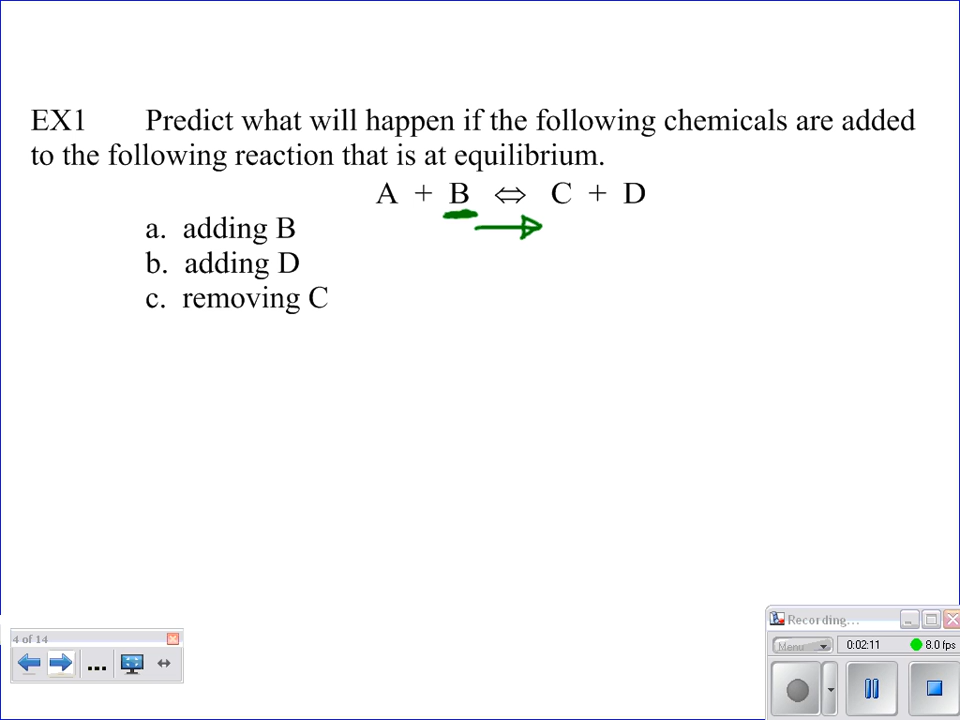 EX1 Predict what will happen if the following chemicals are added
to the following reaction that is at equilibrium.
A + B ⇔ C + D
a. adding B
b. adding D
c. removing C
4 of 14
...
Recording...
Menu 0:02:11 8.0 fps